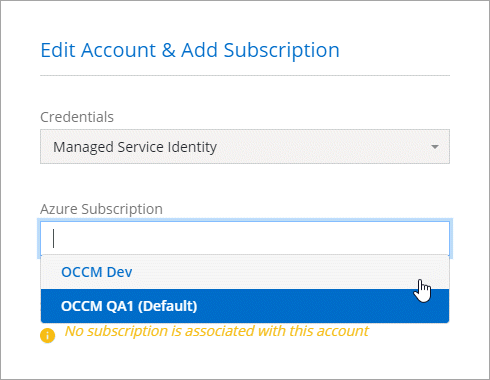 Edit Account & Add Subscription
Credentials
Managed Service Identity
Azure Subscription
OCCM Dev
OCCM QA1 (Default)
No subscription is associated with this account